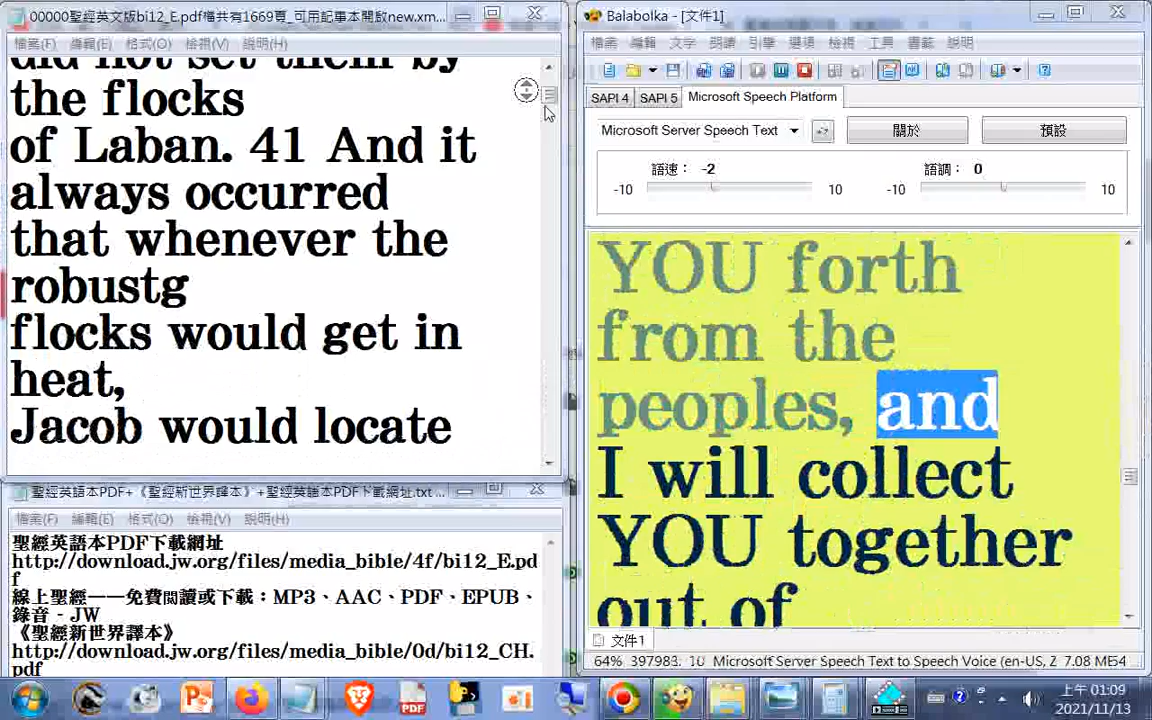 00000聖經英文版bi12_E.pdf檔共有1669頁_可用記事本開啟new.xm...
檔案(F) 編輯(E) 格式(O) 檢視(V) 說明(H)
did not set them by
the flocks
of Laban. 41 And it
always occurred
that whenever the
robustg
flocks would get in
heat,
Jacob would locate
聖經英語本PDF+《聖經新世界譯本》+聖經英語本PDF下載網址.txt ...
檔案(F) 編輯(E) 格式(O) 檢視(V) 說明(H)
聖經英語本PDF下載網址
http://download.jw.org/files/media_bible/4f/bi12_E.pd
f
線上聖經——免費閱讀或下載：MP3、AAC、PDF、EPUB、
錄音 - JW
《聖經新世界譯本》
http://download.jw.org/files/media_bible/0d/bi12_CH.
pdf
Balabolka - [文件1]
檔案 編輯 文字 朗讀 引擎 選項 檢視 工具 書籤 說明
SAPI 4 SAPI 5 Microsoft Speech Platform
Microsoft Server Speech Text 關於 預設
語速： -2 語調： 0
-10 10 -10 10
YOU forth
from the
peoples, and
I will collect
YOU together
out of
文件1
64% 397983: 10 Microsoft Server Speech Text to Speech Voice (en-US, Z 7.08 ME54
PDF
上午 01:09
2021/11/13